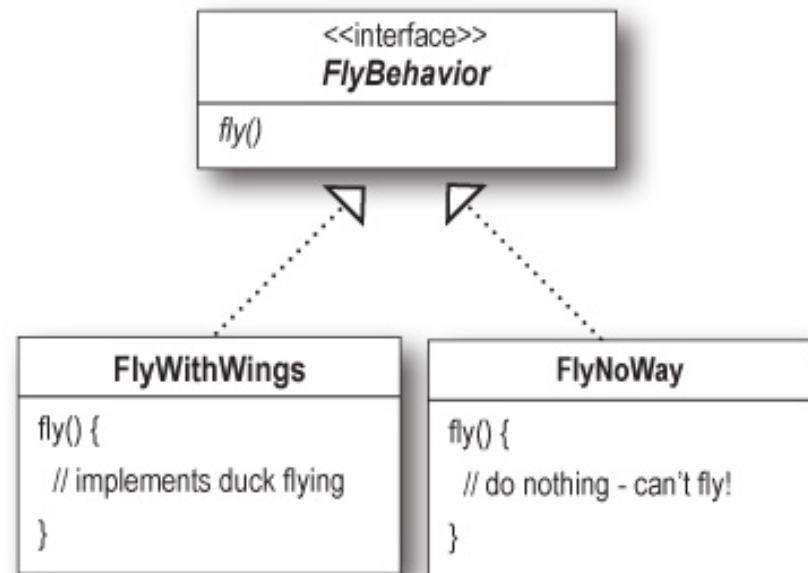 <<interface>>
FlyBehavior
fly()
FlyWithWings
fly() {
// implements duck flying
}
FlyNoWay
fly() {
// do nothing - can't fly!
}